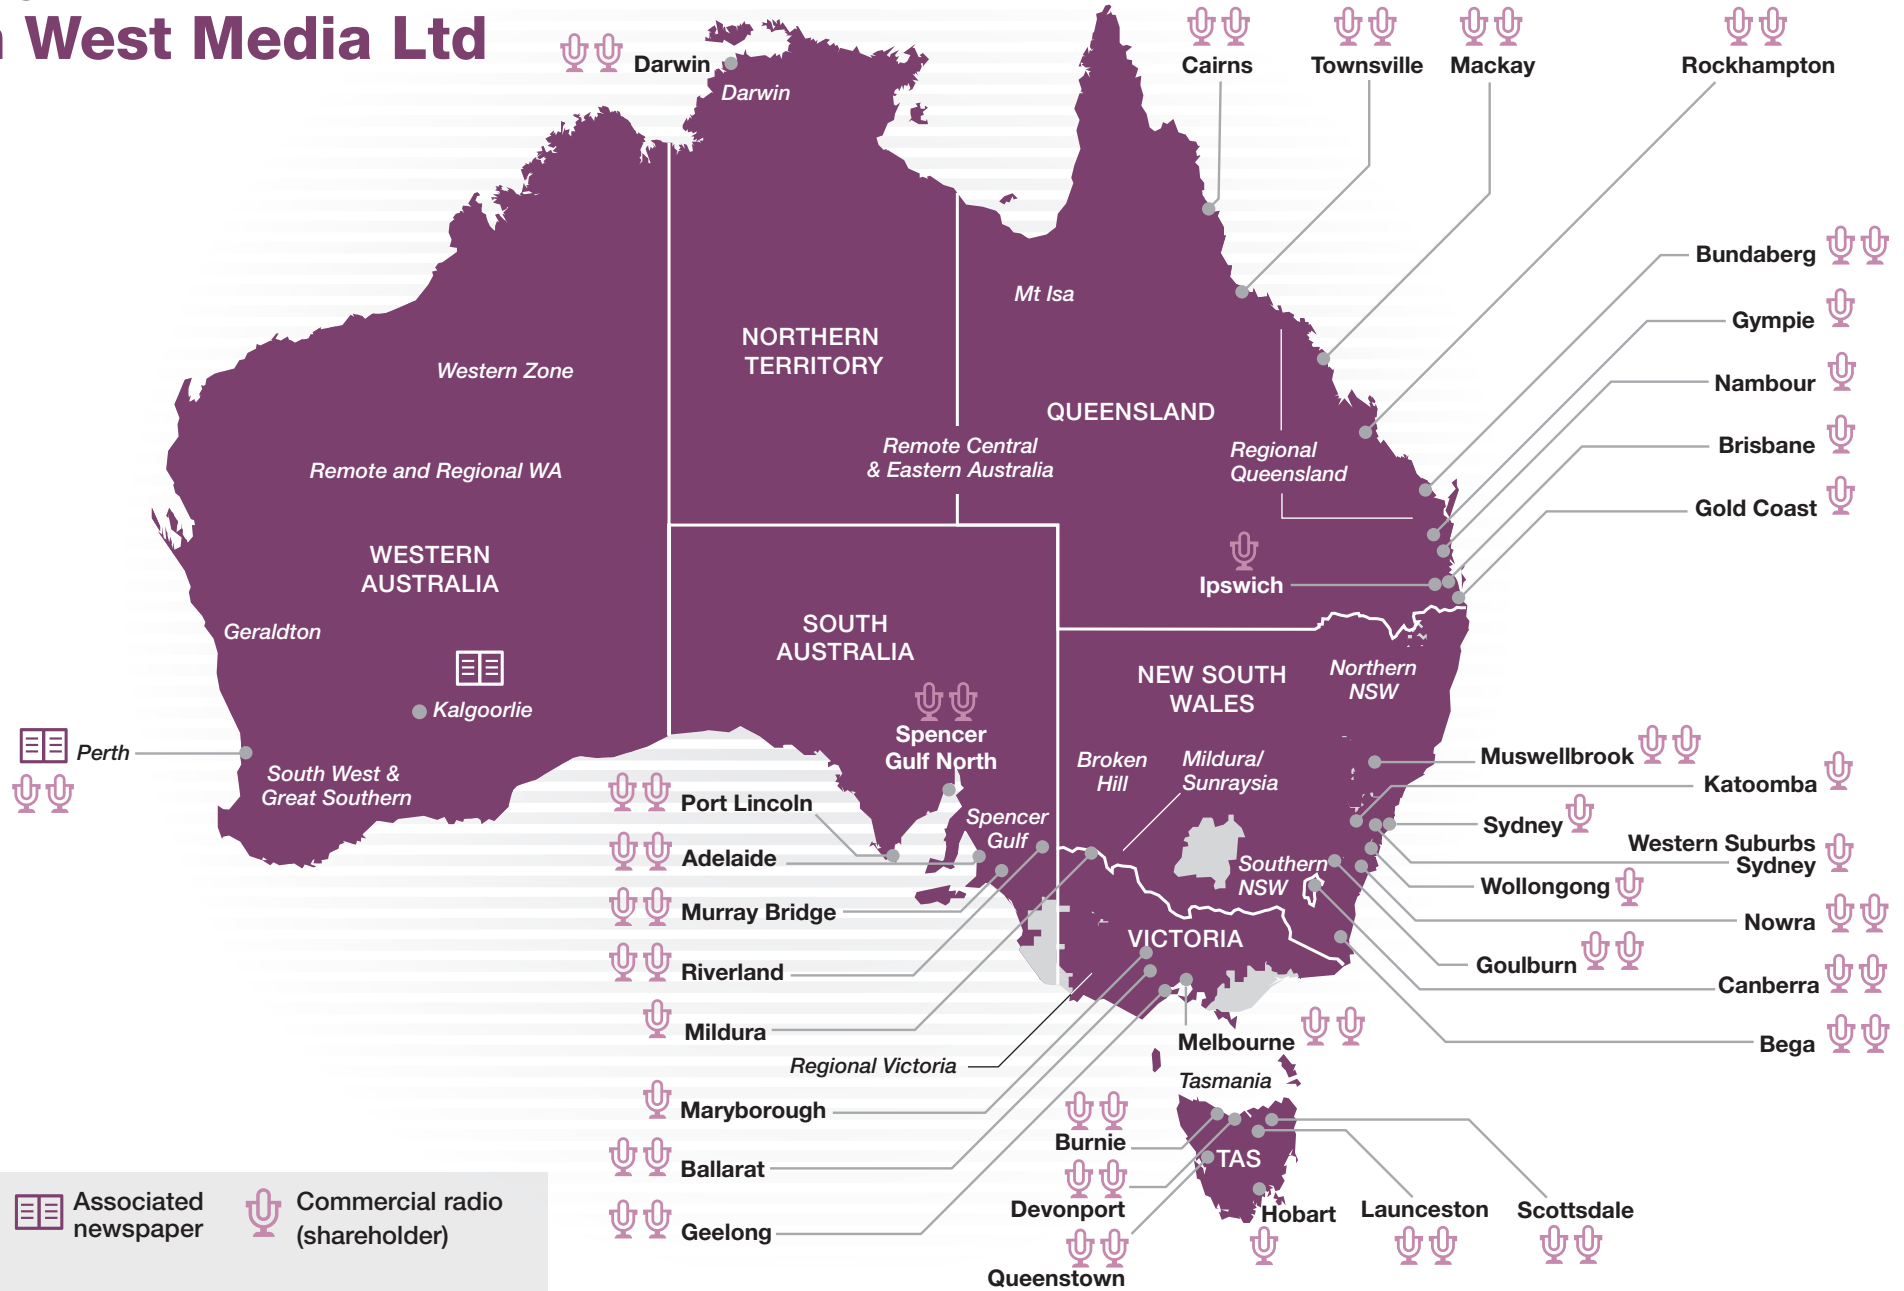 West Media Ltd
Darwin
Darwin
Cairns
Townsville
Mackay
Rockhampton
Bundaberg
Gympie
Nambour
Brisbane
Gold Coast
Mt Isa
NORTHERN
TERRITORY
Western Zone
QUEENSLAND
Remote Central
& Eastern Australia
Regional
Queensland
Remote and Regional WA
WESTERN
AUSTRALIA
Ipswich
Geraldton
SOUTH
AUSTRALIA
NEW SOUTH
WALES
Northern
NSW
Kalgoorlie
Perth
South West &
Great Southern
Spencer
Gulf North
Broken
Hill
Mildura/
Sunraysia
Muswellbrook
Katoomba
Sydney
Western Suburbs
Sydney
Wollongong
Nowra
Goulburn
Canberra
Bega
Port Lincoln
Spencer
Gulf
Adelaide
Southern
NSW
Murray Bridge
VICTORIA
Riverland
Mildura
Melbourne
Regional Victoria
Tasmania
Maryborough
Burnie
Ballarat
TAS
Devonport
Geelong
Hobart
Launceston
Scottsdale
Queenstown
Associated
newspaper
Commercial radio
(shareholder)